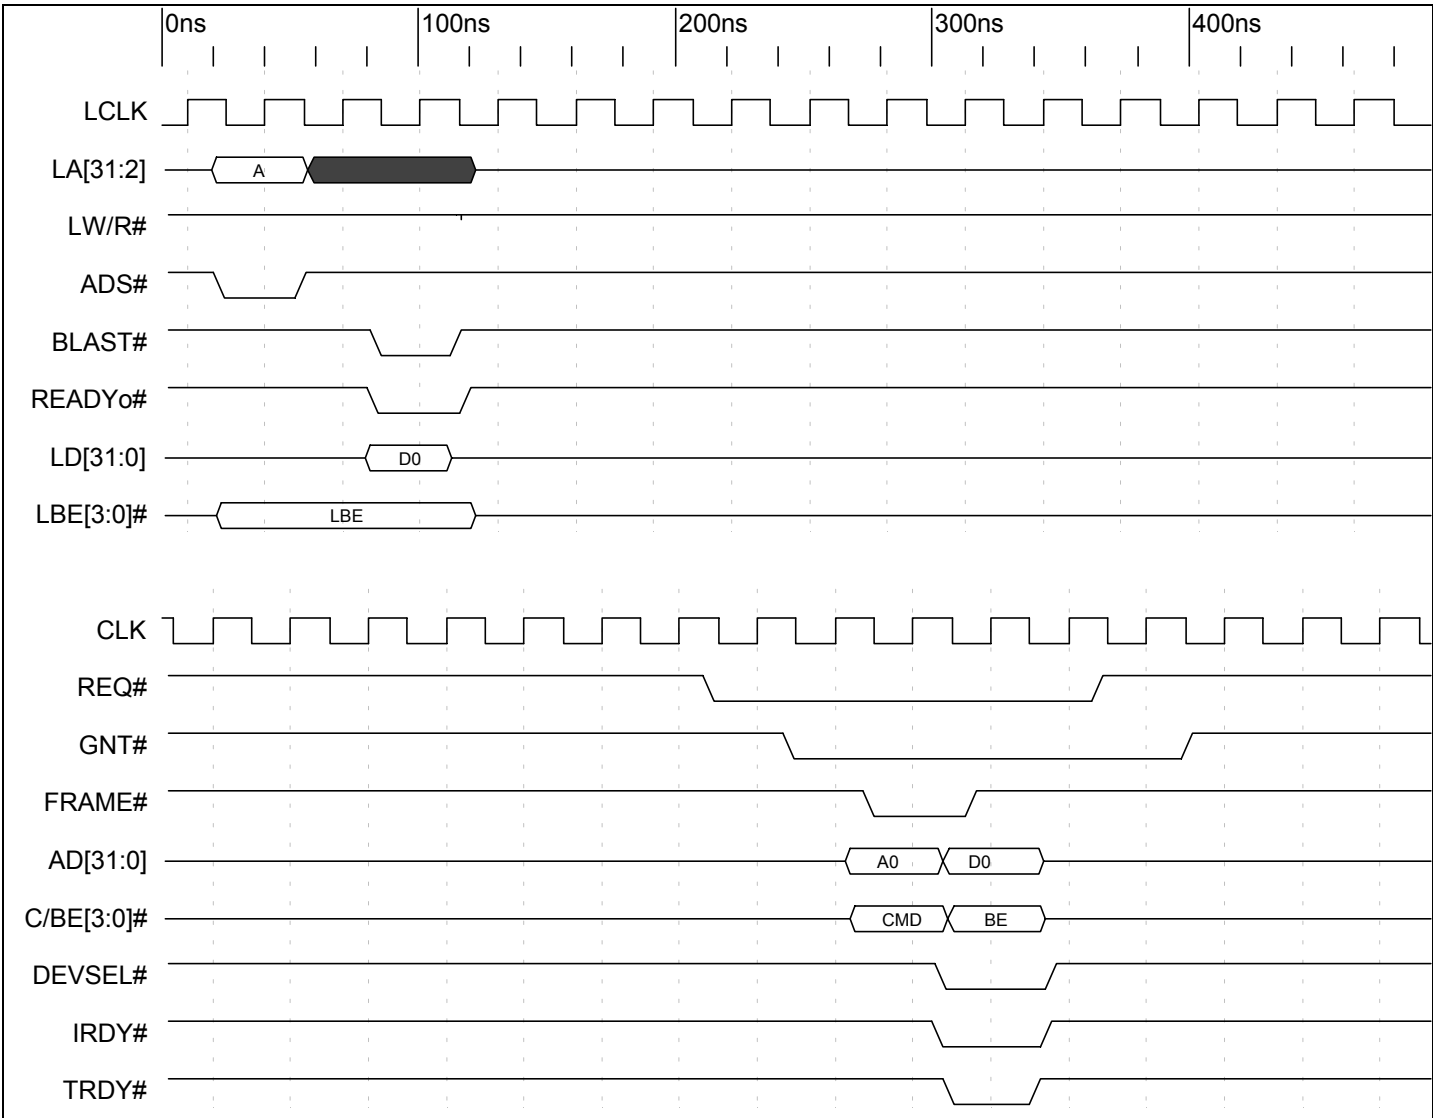 0ns 100ns 200ns 300ns 400ns
LCLK
LA[31:2] A
LW/R#
ADS#
BLAST#
READYo#
LD[31:0] D0
LBE[3:0]# LBE
CLK
REQ#
GNT#
FRAME#
AD[31:0] A0 D0
C/BE[3:0]# CMD BE
DEVSEL#
IRDY#
TRDY#